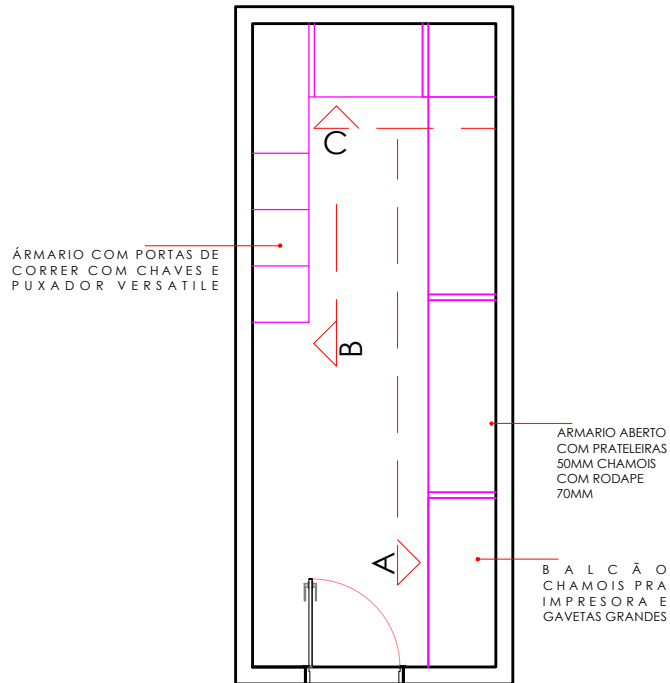 C
ÁRMARIO COM PORTAS DE
CORRER COM CHAVES E
PUXADOR VERSATILE
B
ARMARIO ABERTO
COM PRATELEIRAS
50MM CHAMOIS
COM RODAPE
70MM
A
BALCÃO
CHAMOIS PRA
IMPRESORA E
GAVETAS GRANDES